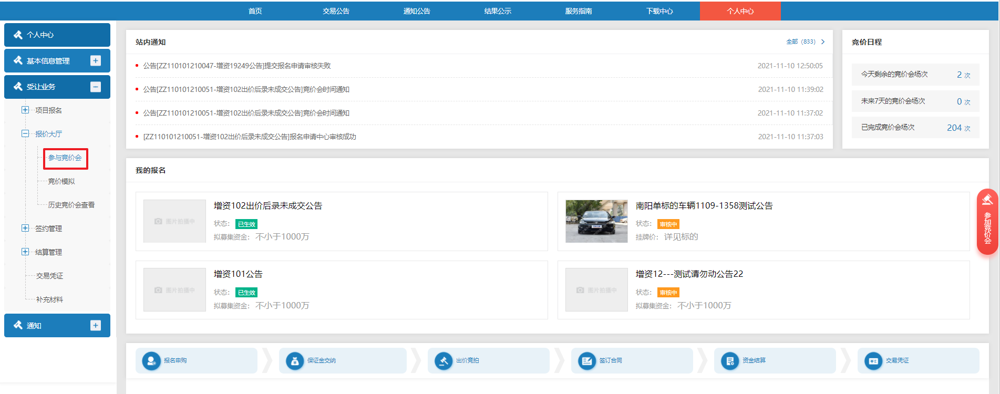 首页
交易公告
通知公告
结果公示
服务指南
下载中心
个人中心
个人中心
基本信息管理
受让业务
项目报名
报价大厅
参与竞价会
竞价模拟
历史竞价会查看
签约管理
结算管理
交易凭证
补充材料
通知
站内通知
全部（833）
公告[ZZ110101210047-增资19249公告]提交报名申请审核失败 2021-11-10 12:50:05
公告[ZZ110101210051-增资102出价后录未成交公告]竞价会时间通知 2021-11-10 11:39:02
公告[ZZ110101210051-增资102出价后录未成交公告]竞价会时间通知 2021-11-10 11:37:02
[ZZ110101210051-增资102出价后录未成交公告]报名申请中心审核成功 2021-11-10 11:37:03
竞价日程
今天剩余的竞价会场次 2 次
未来7天的竞价会场次 0 次
已完成竞价会场次 204 次
我的报名
图片拍摄中
增资102出价后录未成交公告
状态： 已生效
拟募集资金： 不小于1000万
南阳单标的车辆1109-1358测试公告
状态： 审核中
挂牌价： 详见标的
图片拍摄中
增资101公告
状态： 已生效
拟募集资金： 不小于1000万
图片拍摄中
增资12---测试请勿动公告22
状态： 审核中
拟募集资金： 不小于1000万
参加竞价会
报名申购
保证金交纳
出价竞拍
签订合同
资金结算
交易凭证